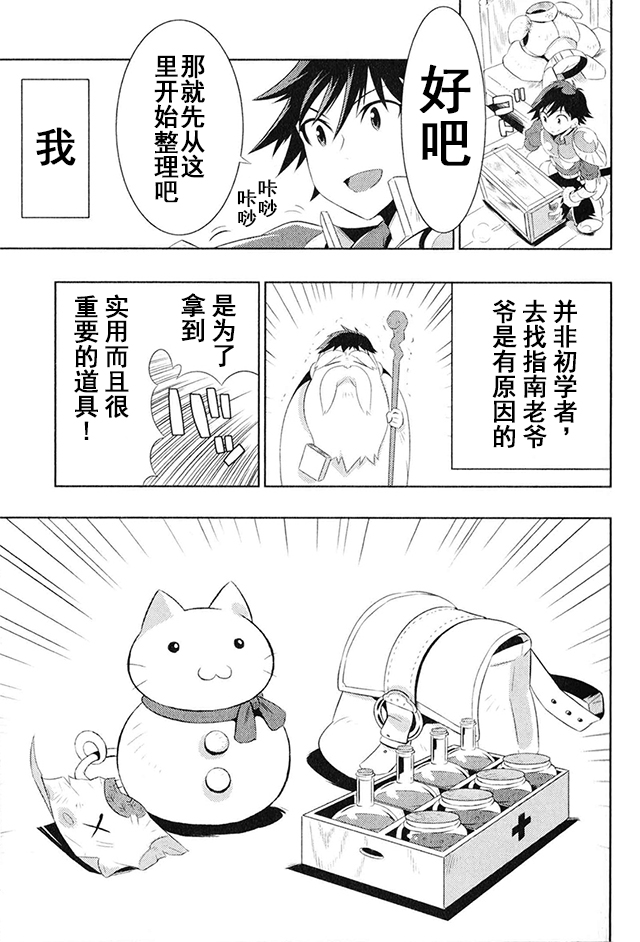 好吧
那就先从这
里开始整理吧
咔吵
咔吵
我
并非初学者，
去找指南老爷
爷是有原因的
是为了
拿到
实用而且很
重要的道具！